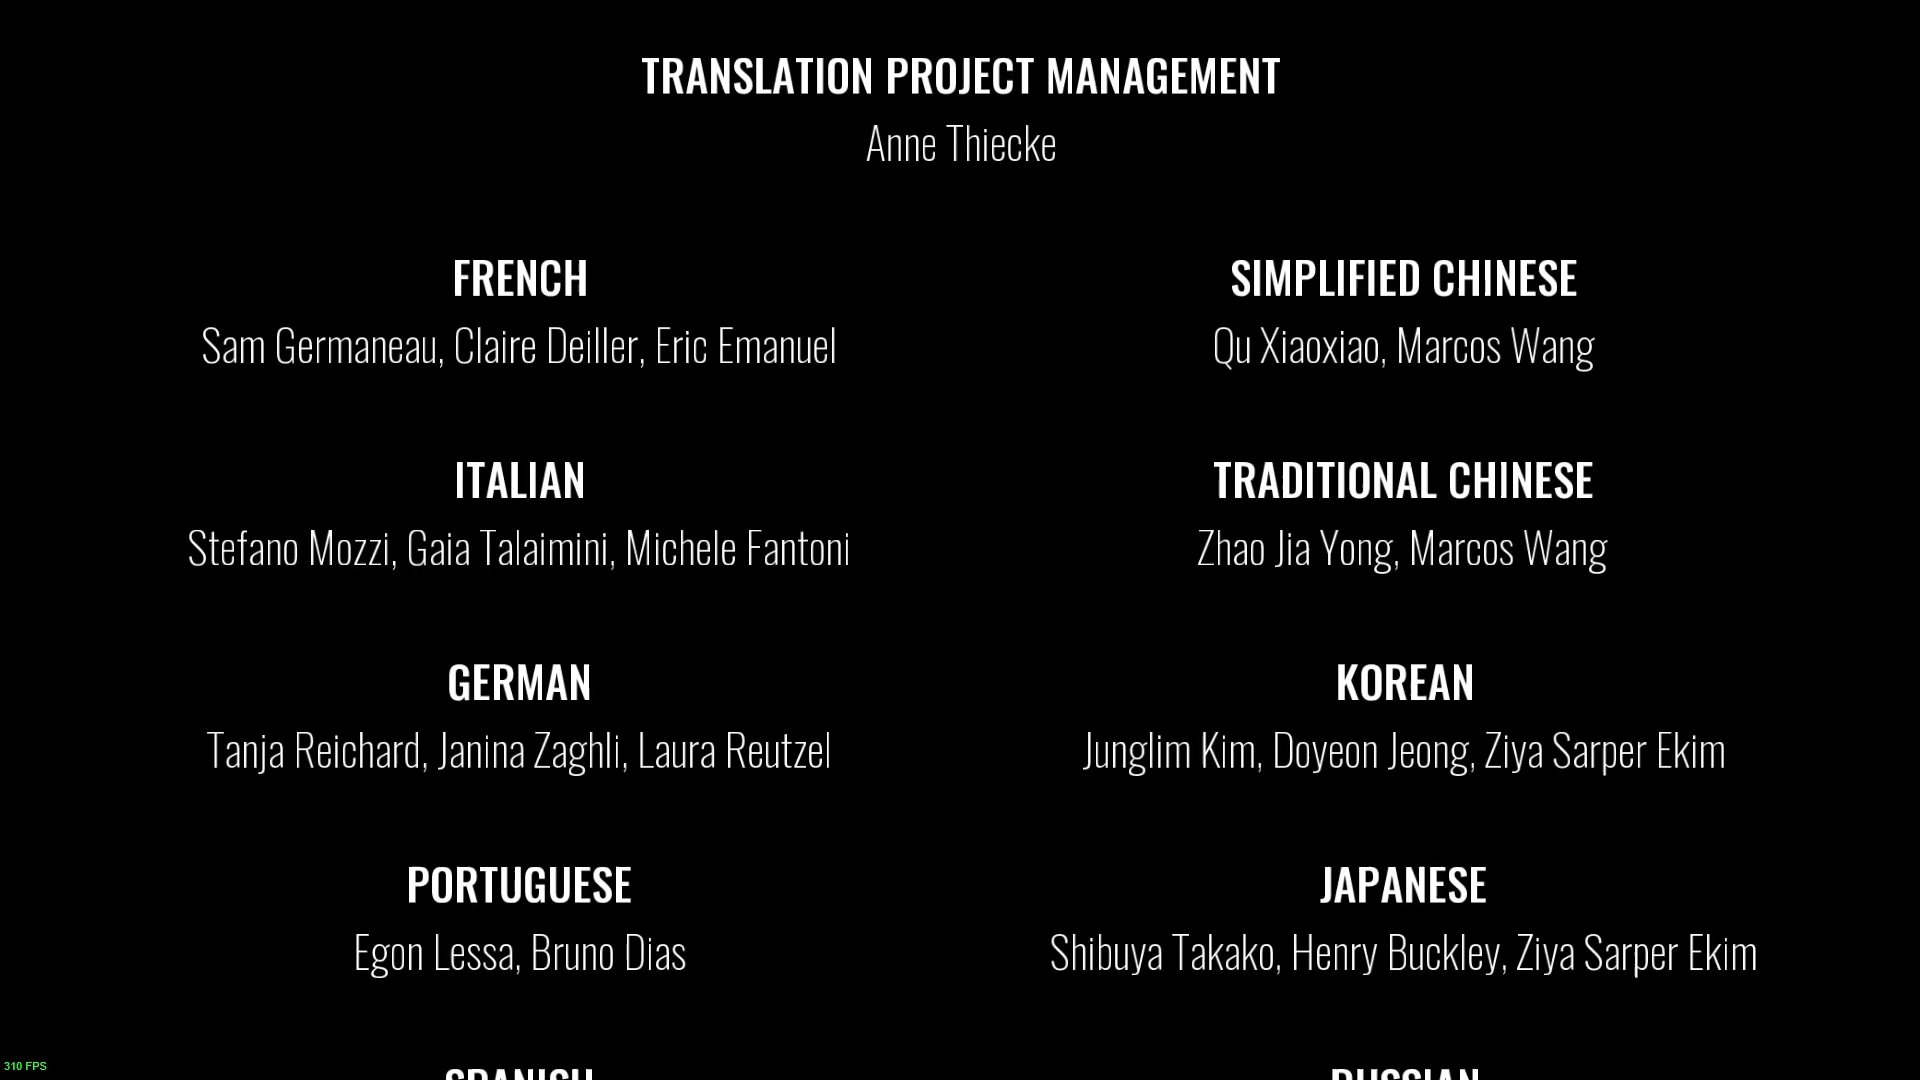 TRANSLATION PROJECT MANAGEMENT
Anne Thiecke
FRENCH
Sam Germaneau, Claire Deiller, Eric Emanuel
SIMPLIFIED CHINESE
Qu Xiaoxiao, Marcos Wang
ITALIAN
Stefano Mozzi, Gaia Talaimini, Michele Fantoni
TRADITIONAL CHINESE
Zhao Jia Yong, Marcos Wang
GERMAN
Tanja Reichard, Janina Zaghli, Laura Reutzel
KOREAN
Junglim Kim, Doyeon Jeong, Ziya Sarper Ekim
PORTUGUESE
Egon Lessa, Bruno Dias
JAPANESE
Shibuya Takako, Henry Buckley, Ziya Sarper Ekim
SPANISH
RUSSIAN
310 FPS